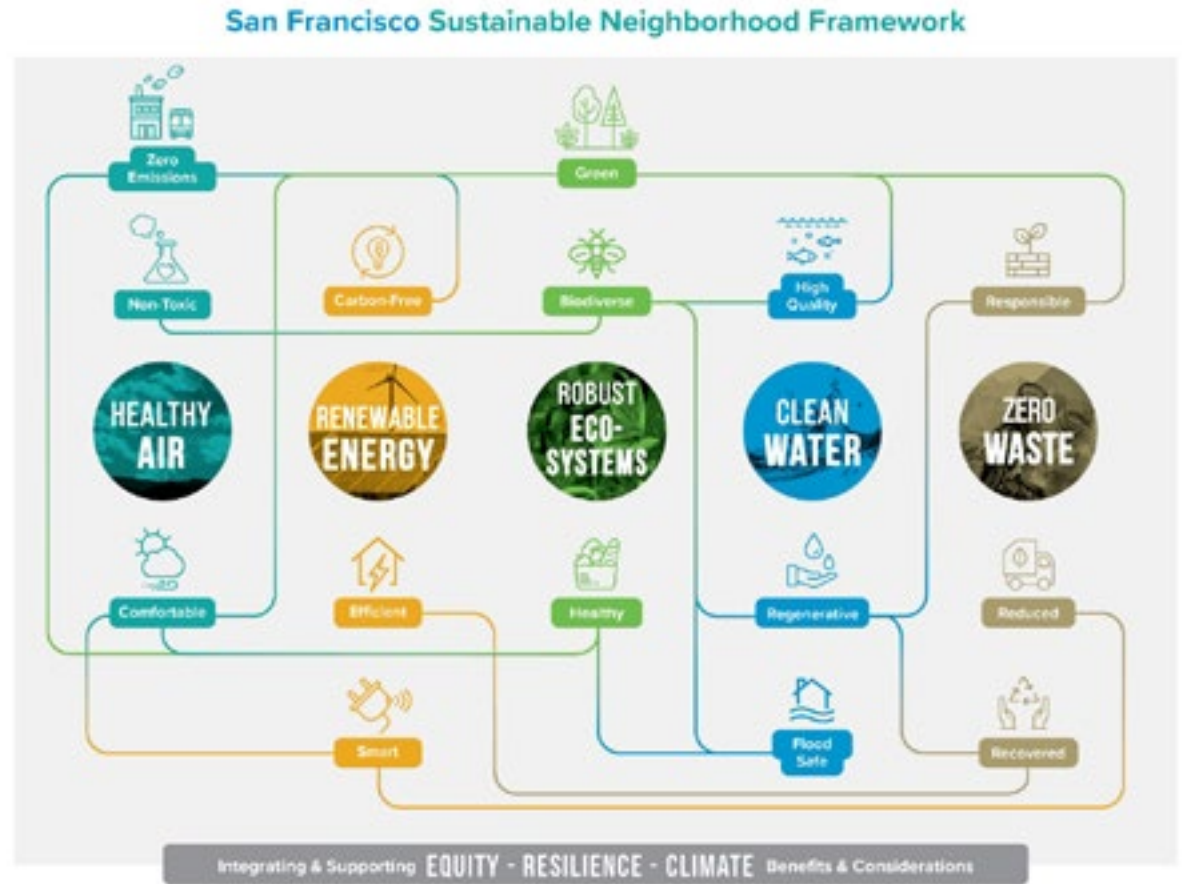 San Francisco Sustainable Neighborhood Framework
Zero
Emissions
Green
Non-Toxic
Carbon-Free
Biodiverse
High
Quality
Responsible
HEALTHY
AIR
RENEWABLE
ENERGY
ROBUST
ECO-
SYSTEMS
CLEAN
WATER
ZERO
WASTE
Comfortable
Efficient
Healthy
Regenerative
Reduced
Smart
Flood
Safe
Recovered
Integrating & Supporting EQUITY - RESILIENCE - CLIMATE Benefits & Considerations